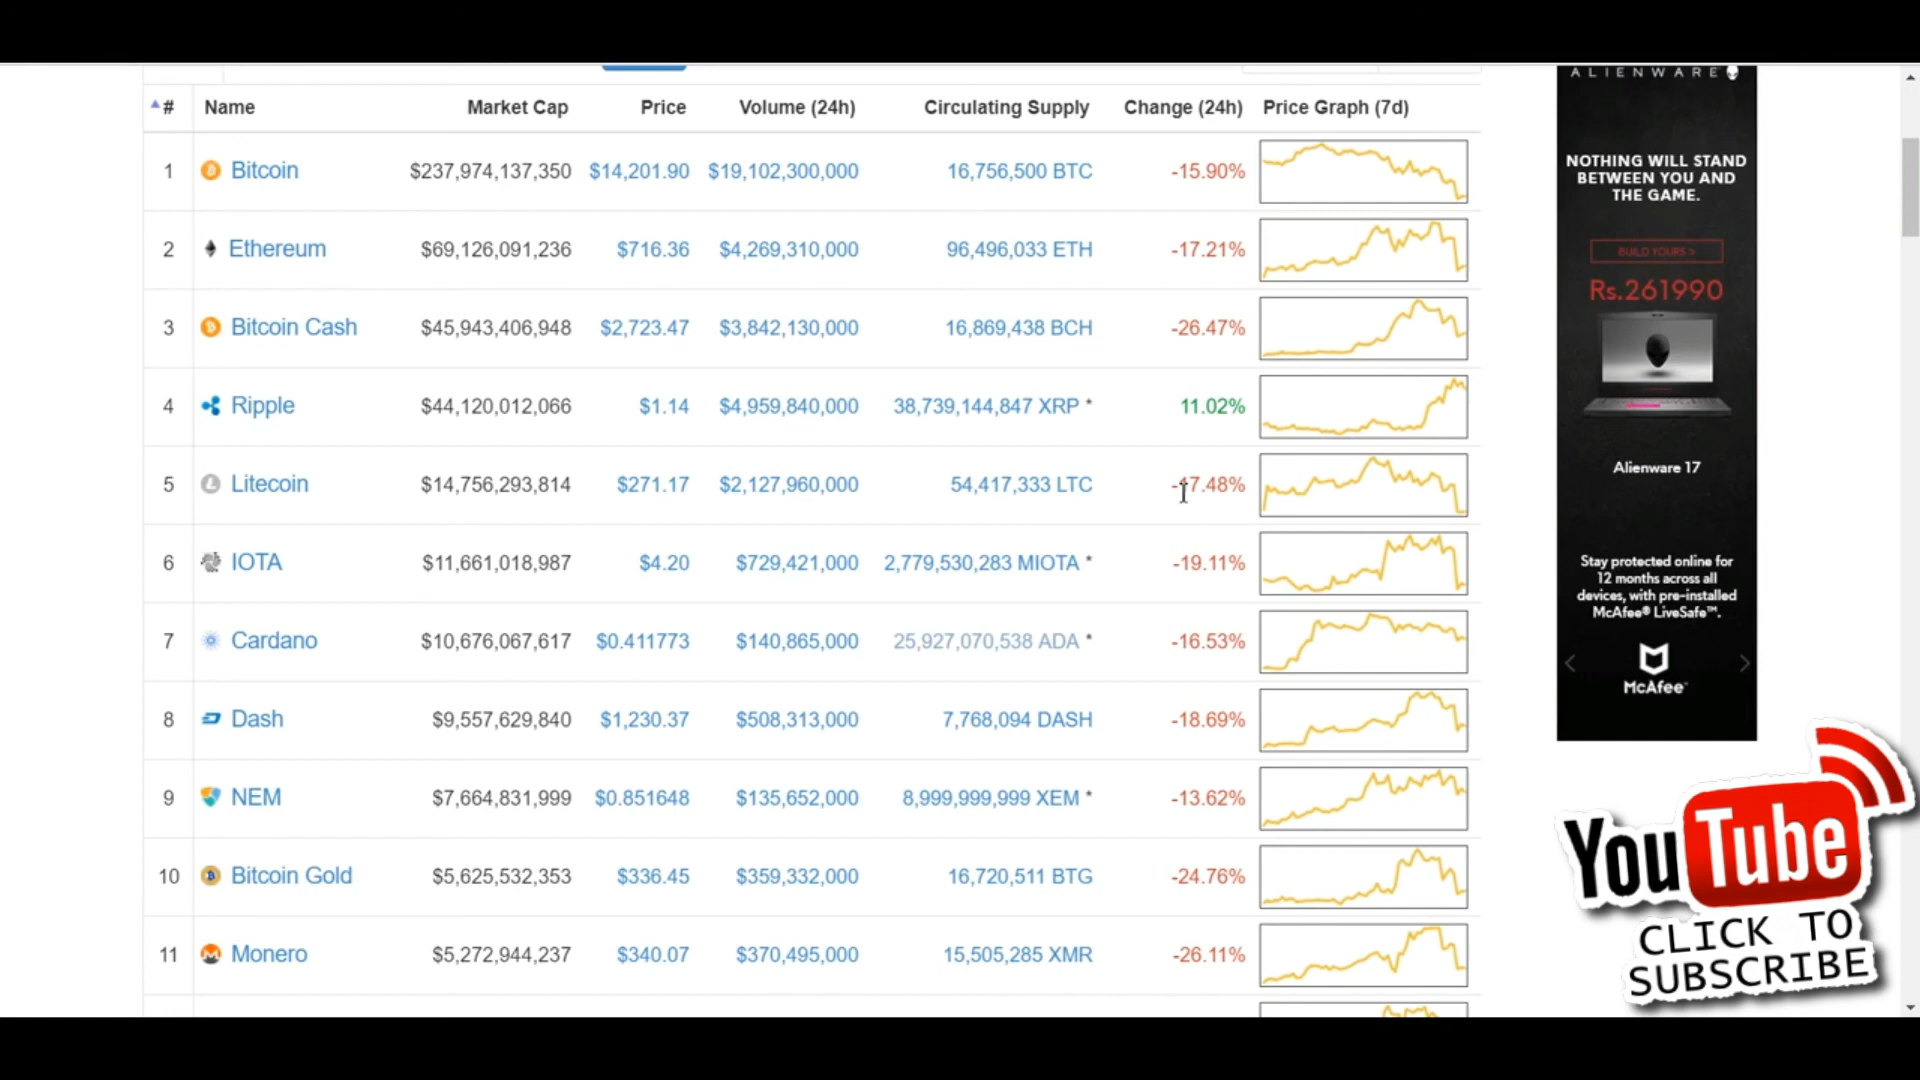 # Name Market Cap Price Volume (24h) Circulating Supply Change (24h) Price Graph (7d)
1 Bitcoin $237,974,137,350 $14,201.90 $19,102,300,000 16,756,500 BTC -15.90%
2 Ethereum $69,126,091,236 $716.36 $4,269,310,000 96,496,033 ETH -17.21%
3 Bitcoin Cash $45,943,406,948 $2,723.47 $3,842,130,000 16,869,438 BCH -26.47%
4 Ripple $44,120,012,066 $1.14 $4,959,840,000 38,739,144,847 XRP * 11.02%
5 Litecoin $14,756,293,814 $271.17 $2,127,960,000 54,417,333 LTC -17.48%
6 IOTA $11,661,018,987 $4.20 $729,421,000 2,779,530,283 MIOTA * -19.11%
7 Cardano $10,676,067,617 $0.411773 $140,865,000 25,927,070,538 ADA * -16.53%
8 Dash $9,557,629,840 $1,230.37 $508,313,000 7,768,094 DASH -18.69%
9 NEM $7,664,831,999 $0.851648 $135,652,000 8,999,999,999 XEM * -13.62%
10 Bitcoin Gold $5,625,532,353 $336.45 $359,332,000 16,720,511 BTG -24.76%
11 Monero $5,272,944,237 $340.07 $370,495,000 15,505,285 XMR -26.11%
ALIENWARE
NOTHING WILL STAND
BETWEEN YOU AND
THE GAME.
BUILD YOURS >
Rs.261990
Alienware 17
Stay protected online for
12 months across all
devices, with pre-installed
McAfee® LiveSafe™.
McAfee™
YouTube
CLICK TO
SUBSCRIBE